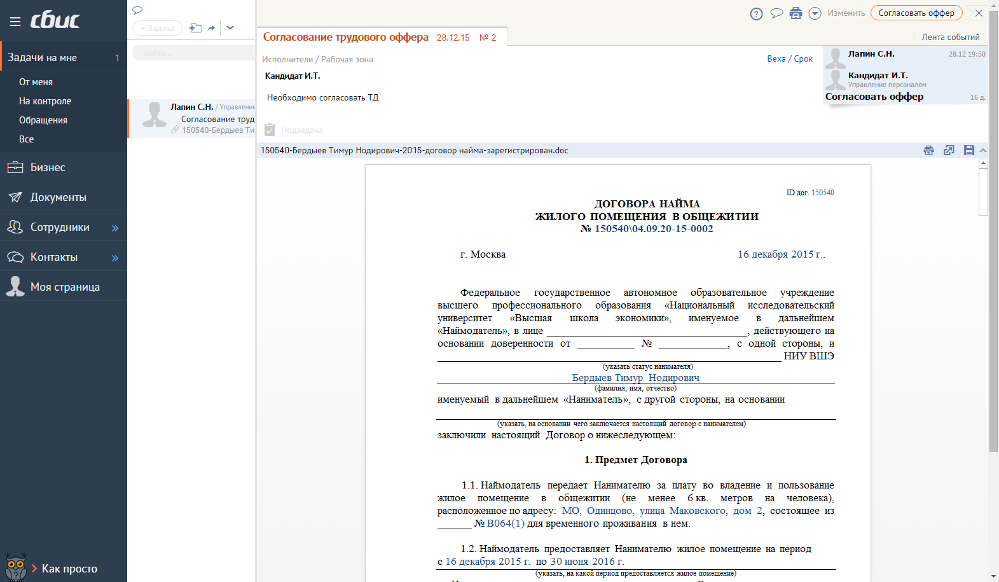 сбис
Задачи на мне 1
От меня
На контроле
Обращения
Все
Бизнес
Документы
Сотрудники
Контакты
Моя страница
Как просто
+ Задача
найти...
Лапин С.Н. / Управление
Согласование труд
150540-Бердыев Ти
Изменить
Согласовать оффер
Согласование трудового оффера 28.12.15 № 2
Лента событий
Исполнители / Рабочая зона
Веха / Срок
Кандидат И.Т.
Необходимо согласовать ТД
Подзадача
Лапин С.Н. 28.12 19:50
Кандидат И.Т.
Управление персоналом
Согласовать оффер 16 д.
150540-Бердыев Тимур Нодирович-2015-договор найма-зарегистрирован.doc
ID дог. 150540
ДОГОВОРА НАЙМА
ЖИЛОГО ПОМЕЩЕНИЯ В ОБЩЕЖИТИИ
№ 150540\04.09.20-15-0002
г. Москва 16 декабря 2015 г..
Федеральное государственное автономное образовательное учреждение
высшего профессионального образования «Национальный исследовательский
университет «Высшая школа экономики», именуемое в дальнейшем
«Наймодатель», в лице ___________________________________, действующего на
основании доверенности от __________ № ____________, с одной стороны, и
____________________________________________________________ НИУ ВШЭ
(указать статус нанимателя)
Бердыев Тимур Нодирович
(фамилия, имя, отчество)
именуемый в дальнейшем «Наниматель», с другой стороны, на основании
(указать, на основании чего заключается настоящий договор с нанимателем)
заключили настоящий Договор о нижеследующем:
1. Предмет Договора
1.1. Наймодатель передает Нанимателю за плату во владение и пользование
жилое помещение в общежитии (не менее 6 кв. метров на человека),
расположенное по адресу: МО, Одинцово, улица Маковского, дом 2, состоящее из
______ № В064(1) для временного проживания в нем.
1.2. Наймодатель предоставляет Нанимателю жилое помещение на период
с 16 декабря 2015 г. по 30 июня 2016 г.
(указать, на какой период предоставляется жилое помещение)